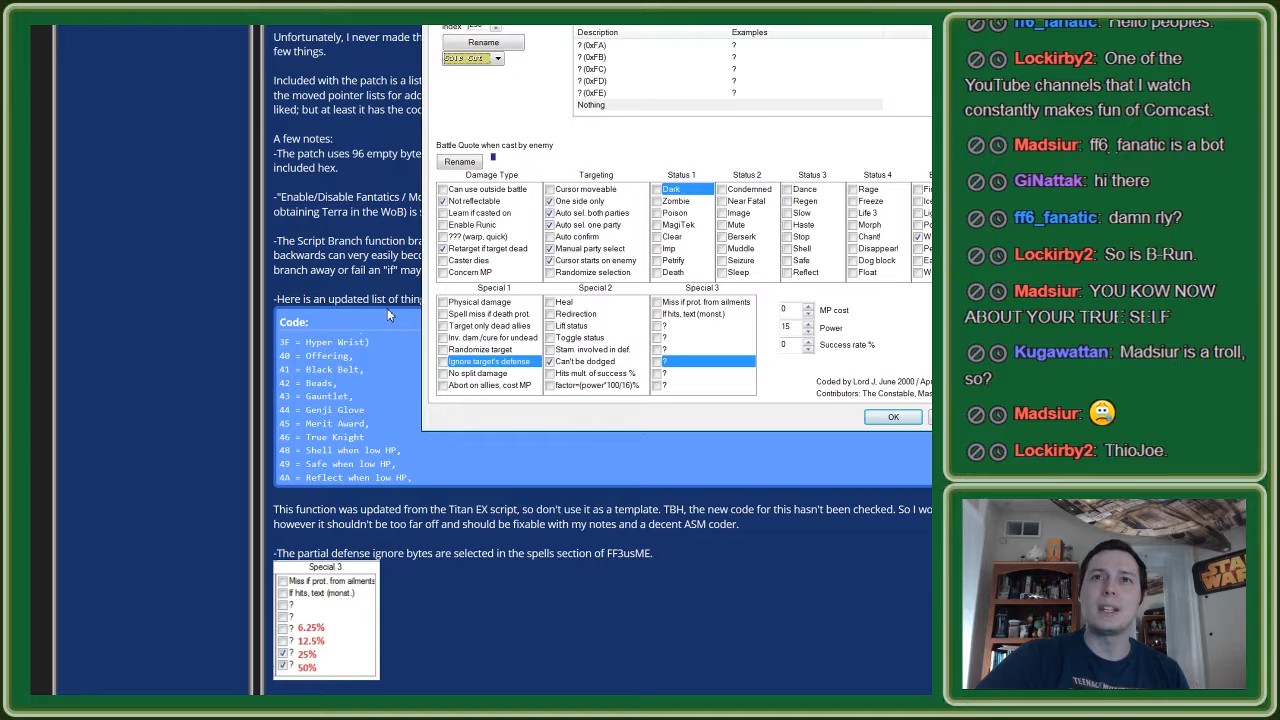 Unfortunately, I never made th
few things.
Included with the patch is a list
the moved pointer lists for add
liked; but at least it has the coc
A few notes:
-The patch uses 96 empty byte
included hex.
-"Enable/Disable Fantatics / Mo
obtaining Terra in the WoB) is s
-The Script Branch function bra
backwards can very easily beco
branch away or fail an "if" may
-Here is an updated list of thing
Code:
3F = Hyper Wrist)
40 = Offering,
41 = Black Belt,
42 = Beads,
43 = Gauntlet,
44 = Genji Glove
45 = Merit Award,
46 = True Knight
48 = Shell when low HP,
49 = Safe when low HP,
4A = Reflect when low HP,
This function was updated from the Titan EX script, so don't use it as a template. TBH, the new code for this hasn't been checked. So I wo
however it shouldn't be too far off and should be fixable with my notes and a decent ASM coder.
-The partial defense ignore bytes are selected in the spells section of FF3usME.
Special 3
Miss if prot. from ailments
If hits, text (monst.)
?
?
? 6.25%
? 12.5%
? 25%
? 50%
Index
Rename
Sole Cut
Description Examples
? (0xFA) ?
? (0xFB) ?
? (0xFC) ?
? (0xFD) ?
? (0xFE) ?
Nothing
Battle Quote when cast by enemy
Rename
Damage Type Targeting Status 1 Status 2 Status 3 Status 4 E
Can use outside battle Cursor moveable Dark Condemned Dance Rage Fi
Not reflectable One side only Zombie Near Fatal Regen Freeze Ic
Learn if casted on Auto sel. both parties Poison Image Slow Life 3 Li
Enable Runic Auto sel. one party MagiTek Mute Haste Morph P
??? (warp, quick) Auto confirm Clear Berserk Stop Chant! W
Retarget if target dead Manual party select Imp Muddle Shell Disappear! P
Caster dies Cursor starts on enemy Petrify Seizure Safe Dog block E
Concern MP Randomize selection Death Sleep Reflect Float W
Special 1 Special 2 Special 3
Physical damage Heal Miss if prot. from ailments
Spell miss if death prot. Redirection If hits, text (monst.)
Target only dead allies Lift status ?
Inv. dam./cure for undead Toggle status ?
Randomize target Stam. involved in def. ?
Ignore target's defense Can't be dodged ?
No split damage Hits mult. of success % ?
Abort on allies, cost MP factor=(power*100/16)% ?
0 MP cost
15 Power
0 Success rate %
Coded by Lord J, June 2000 / Apr
Contributors: The Constable, Mas
OK
ff6_fanatic: Hello peoples.
Lockirby2: One of the
YouTube channels that I watch
constantly makes fun of Comcast.
Madsiur: ff6_fanatic is a bot
GiNattak: hi there
ff6_fanatic: damn rly?
Lockirby2: So is B-Run.
Madsiur: YOU KOW NOW
ABOUT YOUR TRUE SELF
Kugawattan: Madsiur is a troll,
so?
Madsiur:
Lockirby2: ThioJoe.
STAR
WARS
TEENAGE